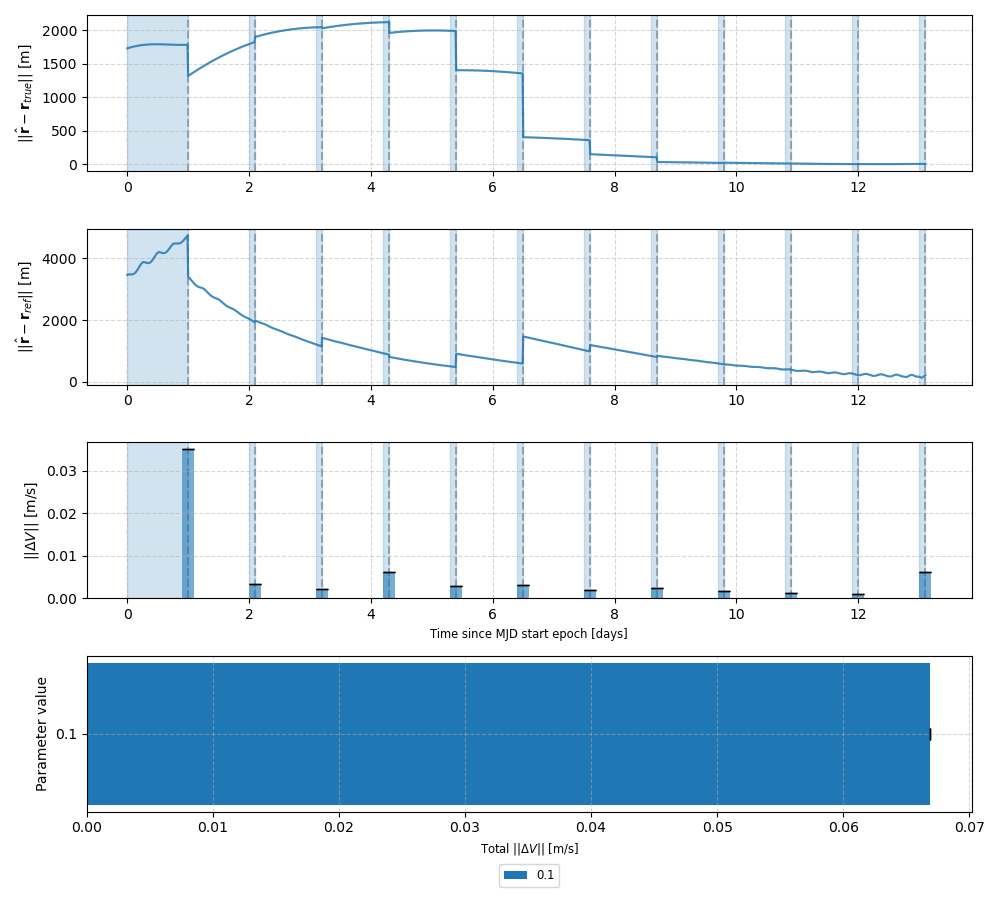 ||r̂ − r_true|| [m]
2000
1500
1000
500
0
0 2 4 6 8 10 12
||r̂ − r_ref|| [m]
4000
2000
0
0 2 4 6 8 10 12
||ΔV|| [m/s]
0.03
0.02
0.01
0.00
0 2 4 6 8 10 12
Time since MJD start epoch [days]
Parameter value
0.1
0.00 0.01 0.02 0.03 0.04 0.05 0.06 0.07
Total ||ΔV|| [m/s]
0.1